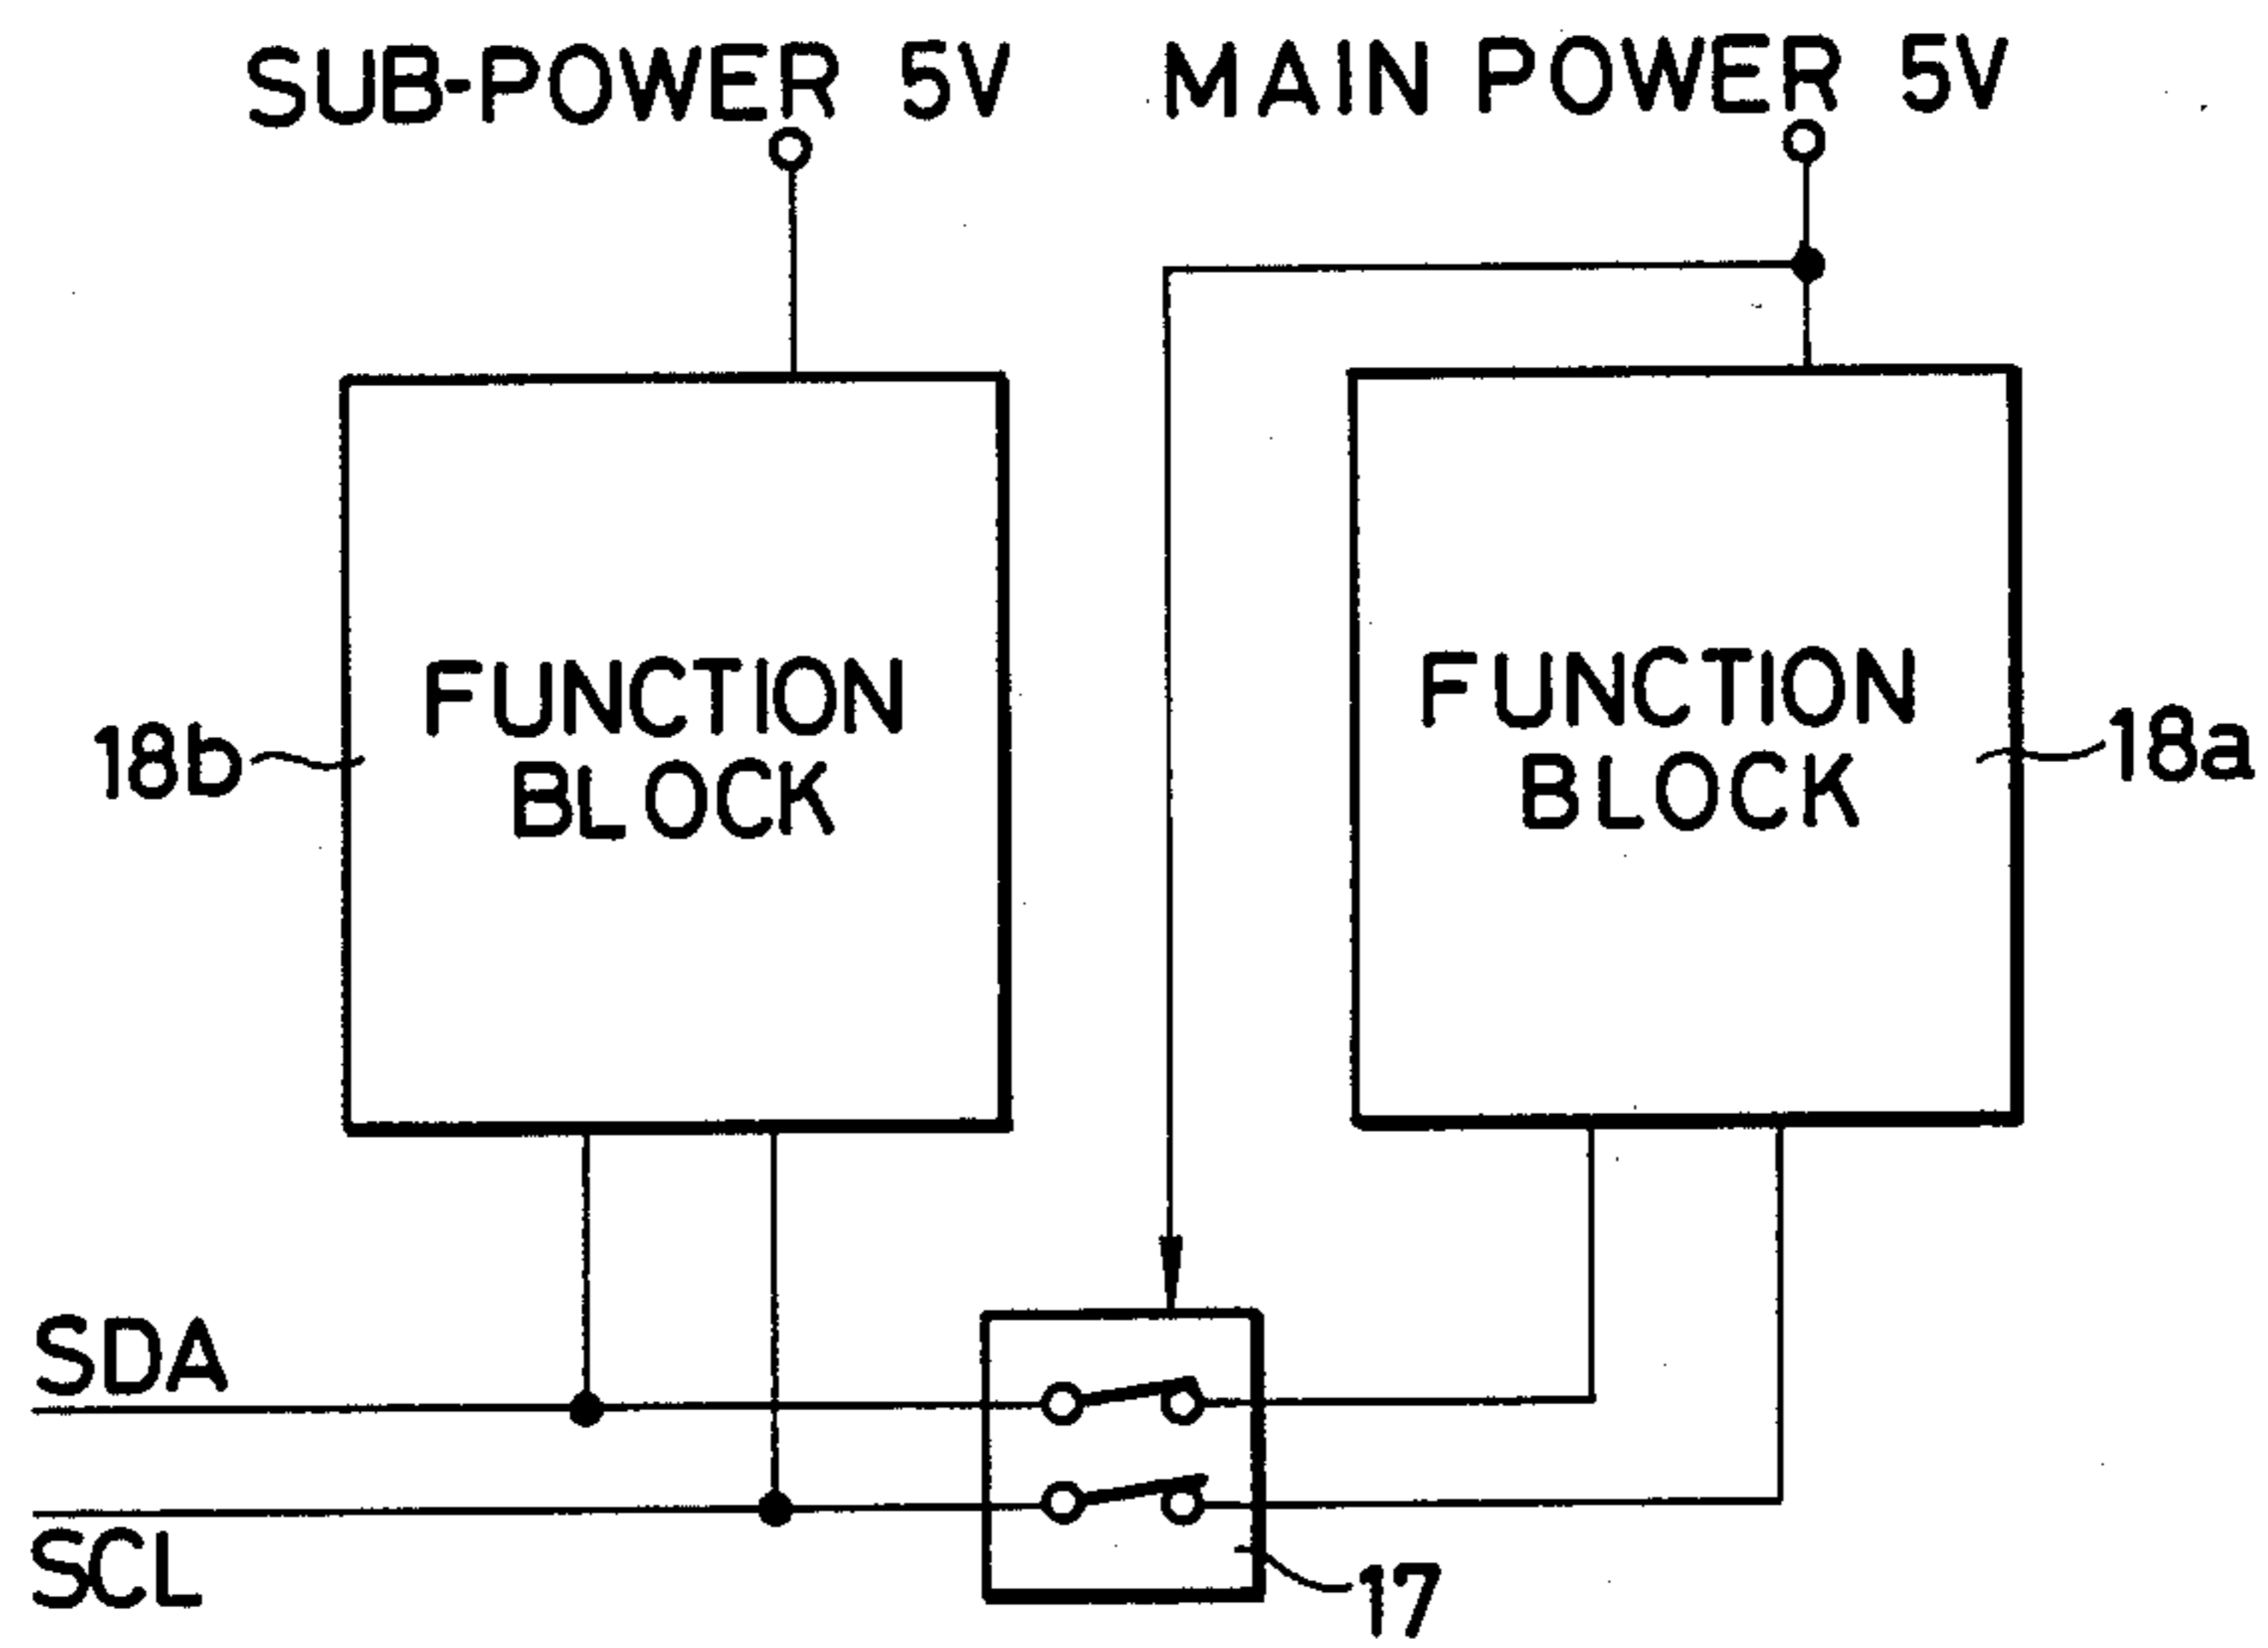 SUB-POWER 5V
MAIN POWER 5V
FUNCTION
BLOCK
18b
FUNCTION
BLOCK
18a
SDA
SCL
17